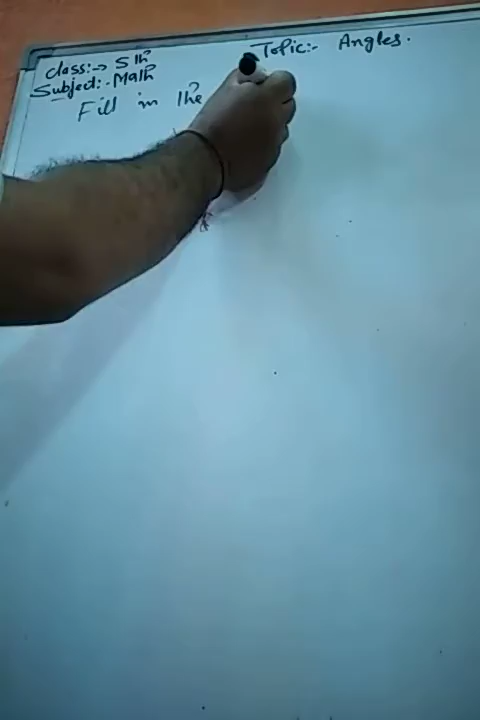 Class:→ 5th
Topic:- Angles.
Subject:- Math
Fill in the